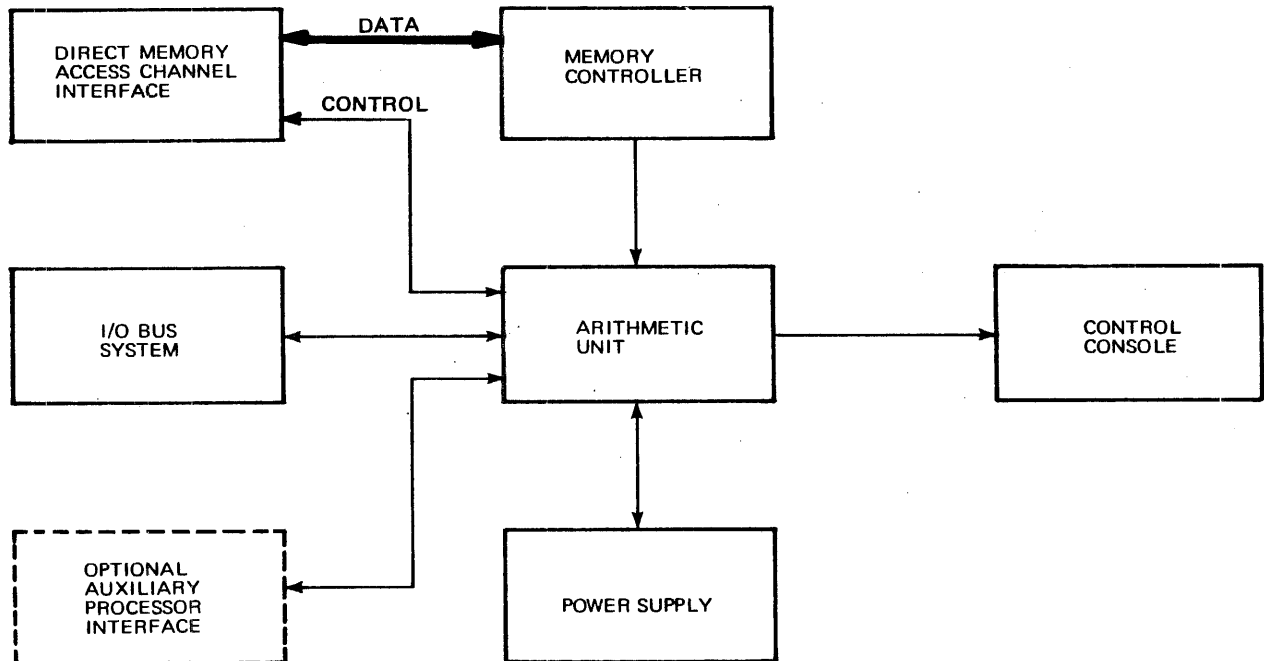 DATA
DIRECT MEMORY
ACCESS CHANNEL
INTERFACE
MEMORY
CONTROLLER
CONTROL
I/O BUS
SYSTEM
ARITHMETIC
UNIT
CONTROL
CONSOLE
OPTIONAL
AUXILIARY
PROCESSOR
INTERFACE
POWER SUPPLY